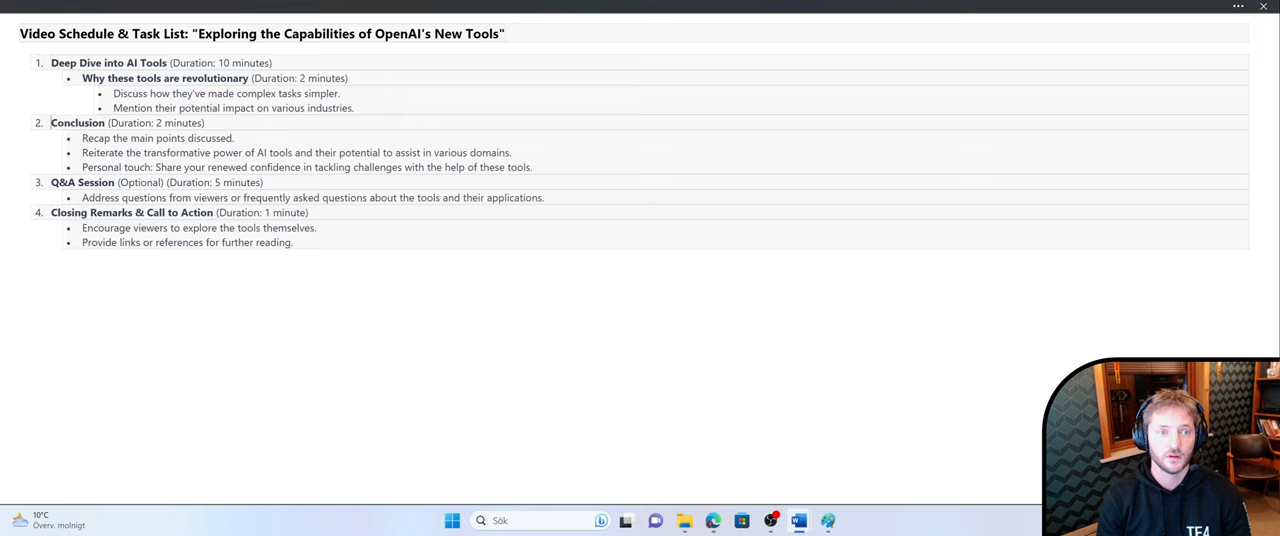 Video Schedule & Task List: "Exploring the Capabilities of OpenAI's New Tools"
1. Deep Dive into AI Tools (Duration: 10 minutes)
• Why these tools are revolutionary (Duration: 2 minutes)
• Discuss how they've made complex tasks simpler.
• Mention their potential impact on various industries.
2. Conclusion (Duration: 2 minutes)
• Recap the main points discussed.
• Reiterate the transformative power of AI tools and their potential to assist in various domains.
• Personal touch: Share your renewed confidence in tackling challenges with the help of these tools.
3. Q&A Session (Optional) (Duration: 5 minutes)
• Address questions from viewers or frequently asked questions about the tools and their applications.
4. Closing Remarks & Call to Action (Duration: 1 minute)
• Encourage viewers to explore the tools themselves.
• Provide links or references for further reading.
10°C
Överv. molnigt
Sök